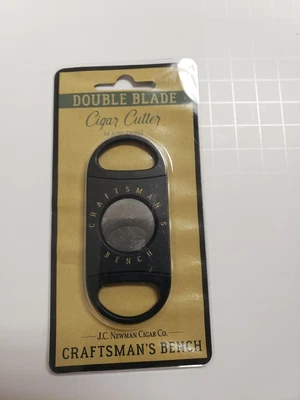 DOUBLE BLADE
Cigar Cutter
CRAFTSMAN'S
BENCH
J.C. NEWMAN CIGAR CO.
CRAFTSMAN'S BENCH